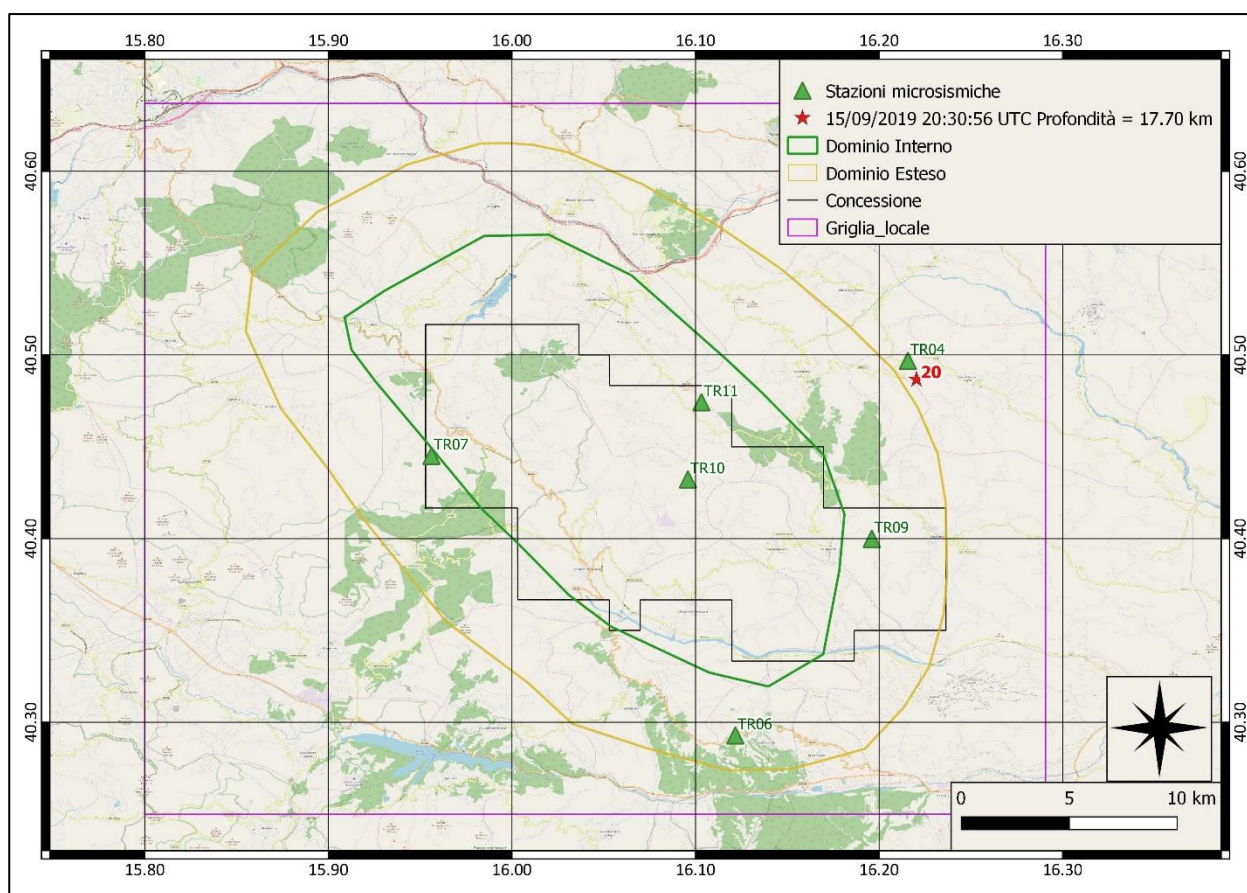 15.80 15.90 16.00 16.10 16.20 16.30
Stazioni microsismiche
15/09/2019 20:30:56 UTC Profondità = 17.70 km
Dominio Interno
Dominio Esteso
Concessione
Griglia_locale
40.60 40.60
40.50 40.50
TR04
20
TR11
TR07
TR10
40.40 40.40
TR09
40.30 40.30
TR06
0 5 10 km
15.80 15.90 16.00 16.10 16.20 16.30